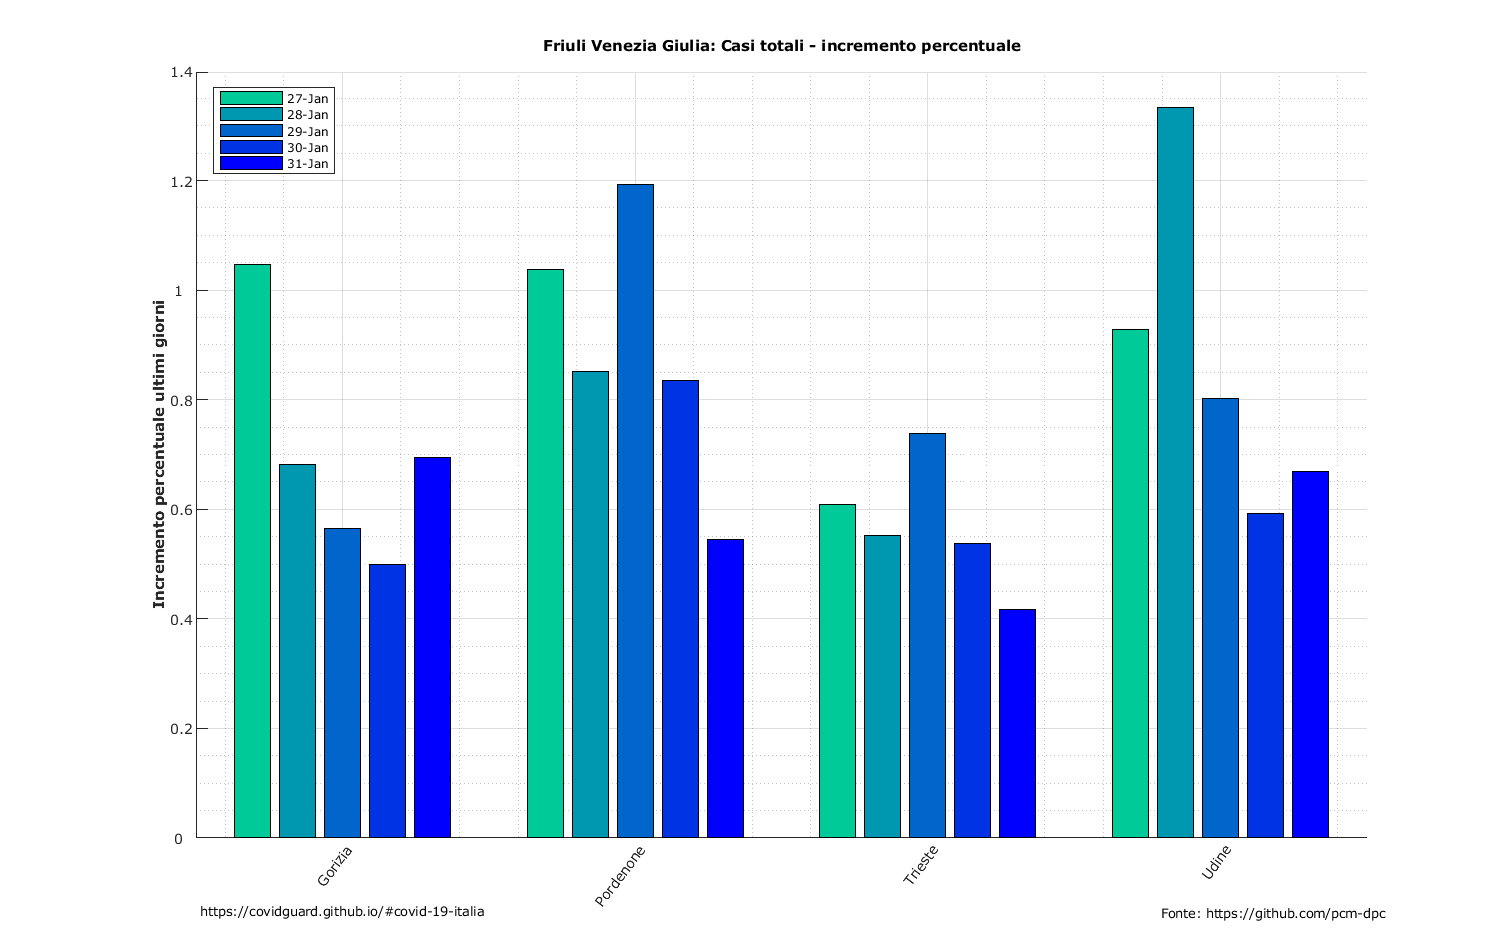 Friuli Venezia Giulia: Casi totali - incremento percentuale
1.4
1.2
1
0.8
0.6
0.4
0.2
0
27-Jan
28-Jan
29-Jan
30-Jan
31-Jan
Incremento percentuale ultimi giorni
Gorizia
Pordenone
Trieste
Udine
https://covidguard.github.io/#covid-19-italia
Fonte: https://github.com/pcm-dpc